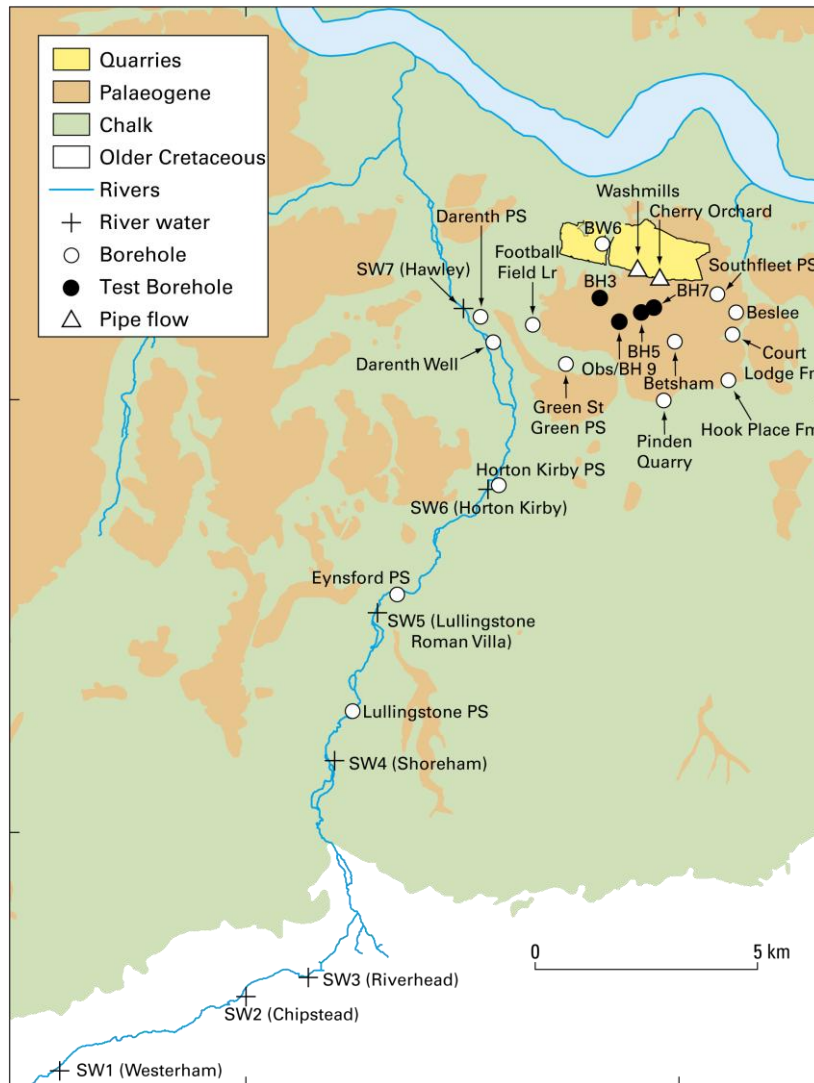 Quarries
Palaeogene
Chalk
Older Cretaceous
Rivers
River water
Borehole
Test Borehole
Pipe flow
Washmills
Cherry Orchard
Darenth PS
BW6
Football
Field Lr
Southfleet PS
SW7 (Hawley)
BH3
BH7
Beslee
Darenth Well
BH5
Obs/BH 9
Court
Lodge Fm
Betsham
Green St
Green PS
Hook Place Fm
Pinden
Quarry
Horton Kirby PS
SW6 (Horton Kirby)
Eynsford PS
SW5 (Lullingstone
Roman Villa)
Lullingstone PS
SW4 (Shoreham)
0
5 km
SW3 (Riverhead)
SW2 (Chipstead)
SW1 (Westerham)